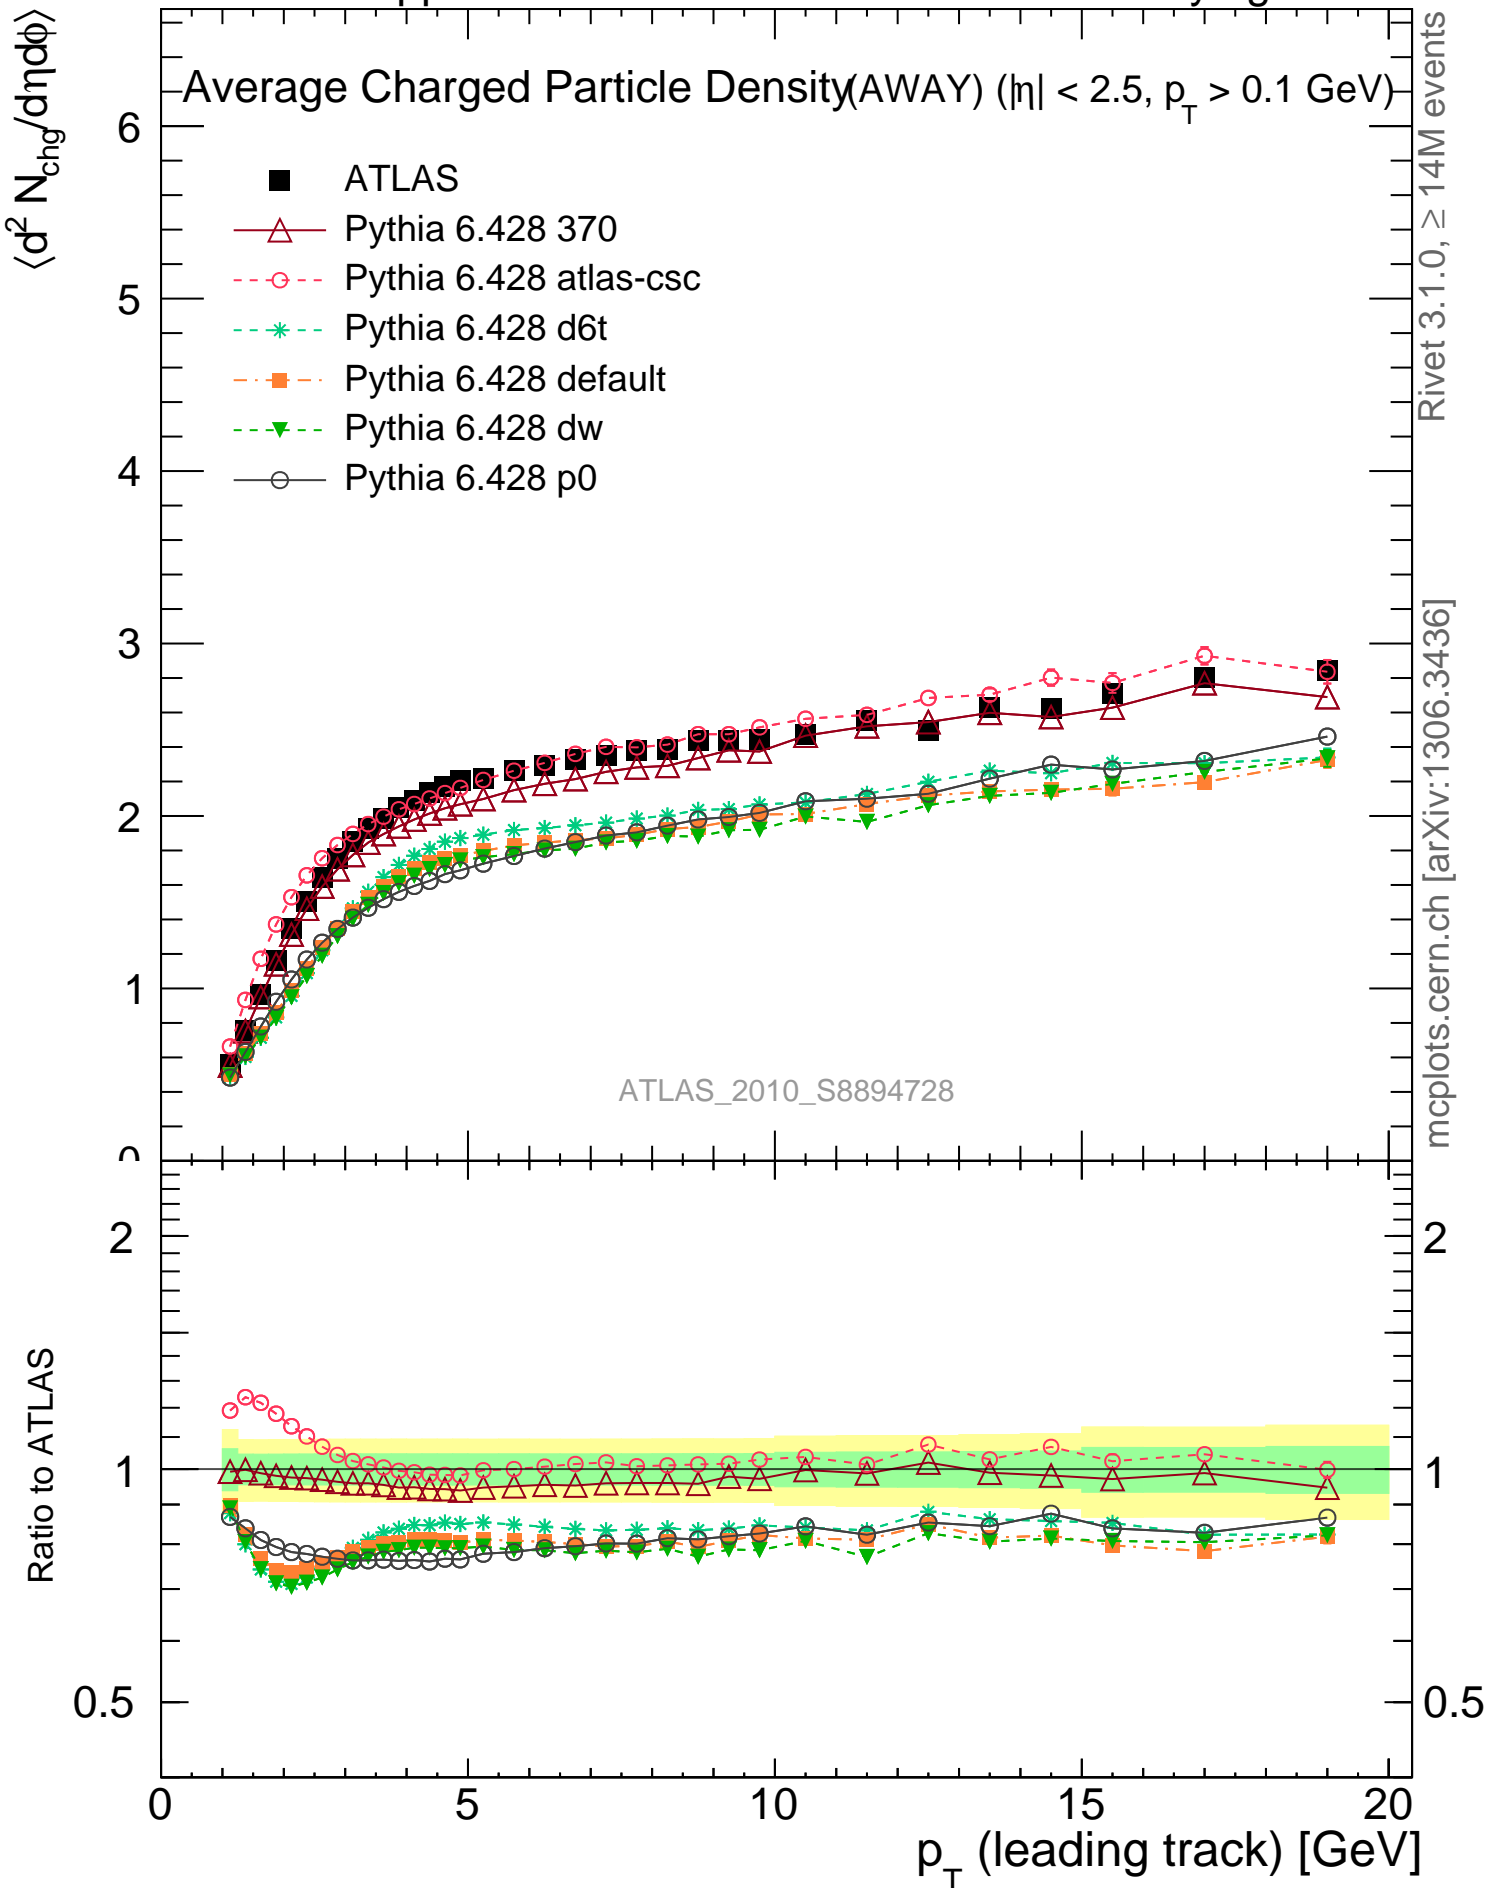 Average Charged Particle Density (AWAY) (|η| < 2.5, p_T > 0.1 GeV)
⟨d² N_chg/dηdϕ⟩
ATLAS
Pythia 6.428 370
Pythia 6.428 atlas-csc
Pythia 6.428 d6t
Pythia 6.428 default
Pythia 6.428 dw
Pythia 6.428 p0
6
5
4
3
2
1
0
ATLAS_2010_S8894728
Rivet 3.1.0, ≥ 14M events
mcplots.cern.ch [arXiv:1306.3436]
Ratio to ATLAS
2
1
0.5
2
1
0.5
0 5 10 15 20
p_T (leading track) [GeV]